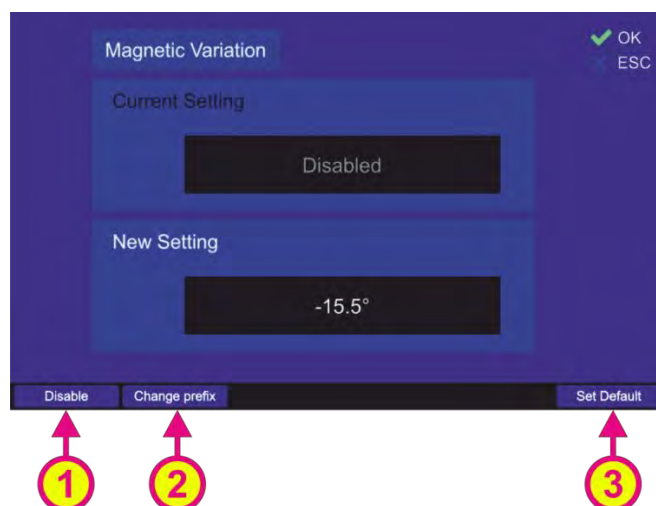 Magnetic Variation
OK
ESC
Current Setting
Disabled
New Setting
-15.5°
Disable
Change prefix
Set Default
1
2
3